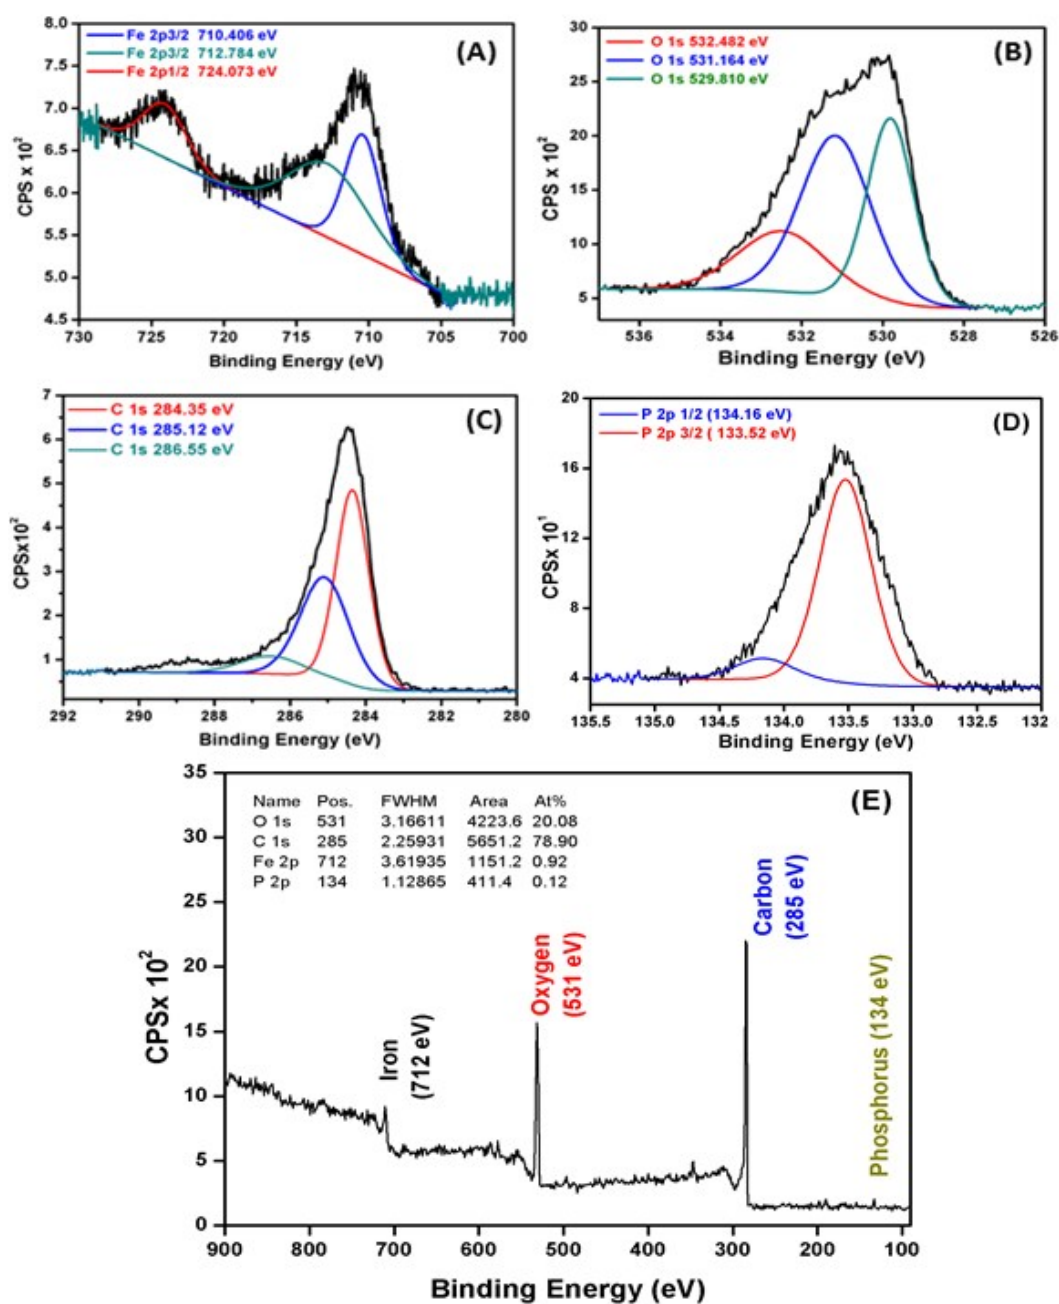 Fe 2p3/2 710.406 eV
Fe 2p3/2 712.784 eV
Fe 2p1/2 724.073 eV
(A)
CPS x 10²
8.0
7.0
6.0
5.0
4.5
730 725 720 715 710 705 700
Binding Energy (eV)
O 1s 532.482 eV
O 1s 531.164 eV
O 1s 529.810 eV
(B)
CPS x 10²
30
25
20
15
10
5
536 534 532 530 528 526
Binding Energy (eV)
C 1s 284.35 eV
C 1s 285.12 eV
C 1s 286.55 eV
(C)
CPSx10²
7
6
5
4
3
2
1
292 290 288 286 284 282 280
Binding Energy (eV)
P 2p 1/2 (134.16 eV)
P 2p 3/2 ( 133.52 eV)
(D)
CPSx 10¹
20
16
12
8
4
135.5 135.0 134.5 134.0 133.5 133.0 132.5 132
Binding Energy (eV)
(E)
Name Pos. FWHM Area At%
O 1s 531 3.16611 4223.6 20.08
C 1s 285 2.25931 5651.2 78.90
Fe 2p 712 3.61935 1151.2 0.92
P 2p 134 1.12865 411.4 0.12
CPSx 10²
35
30
25
20
15
10
5
0
Iron
(712 eV)
Oxygen
(531 eV)
Carbon
(285 eV)
Phosphorus (134 eV)
900 800 700 600 500 400 300 200 100
Binding Energy (eV)